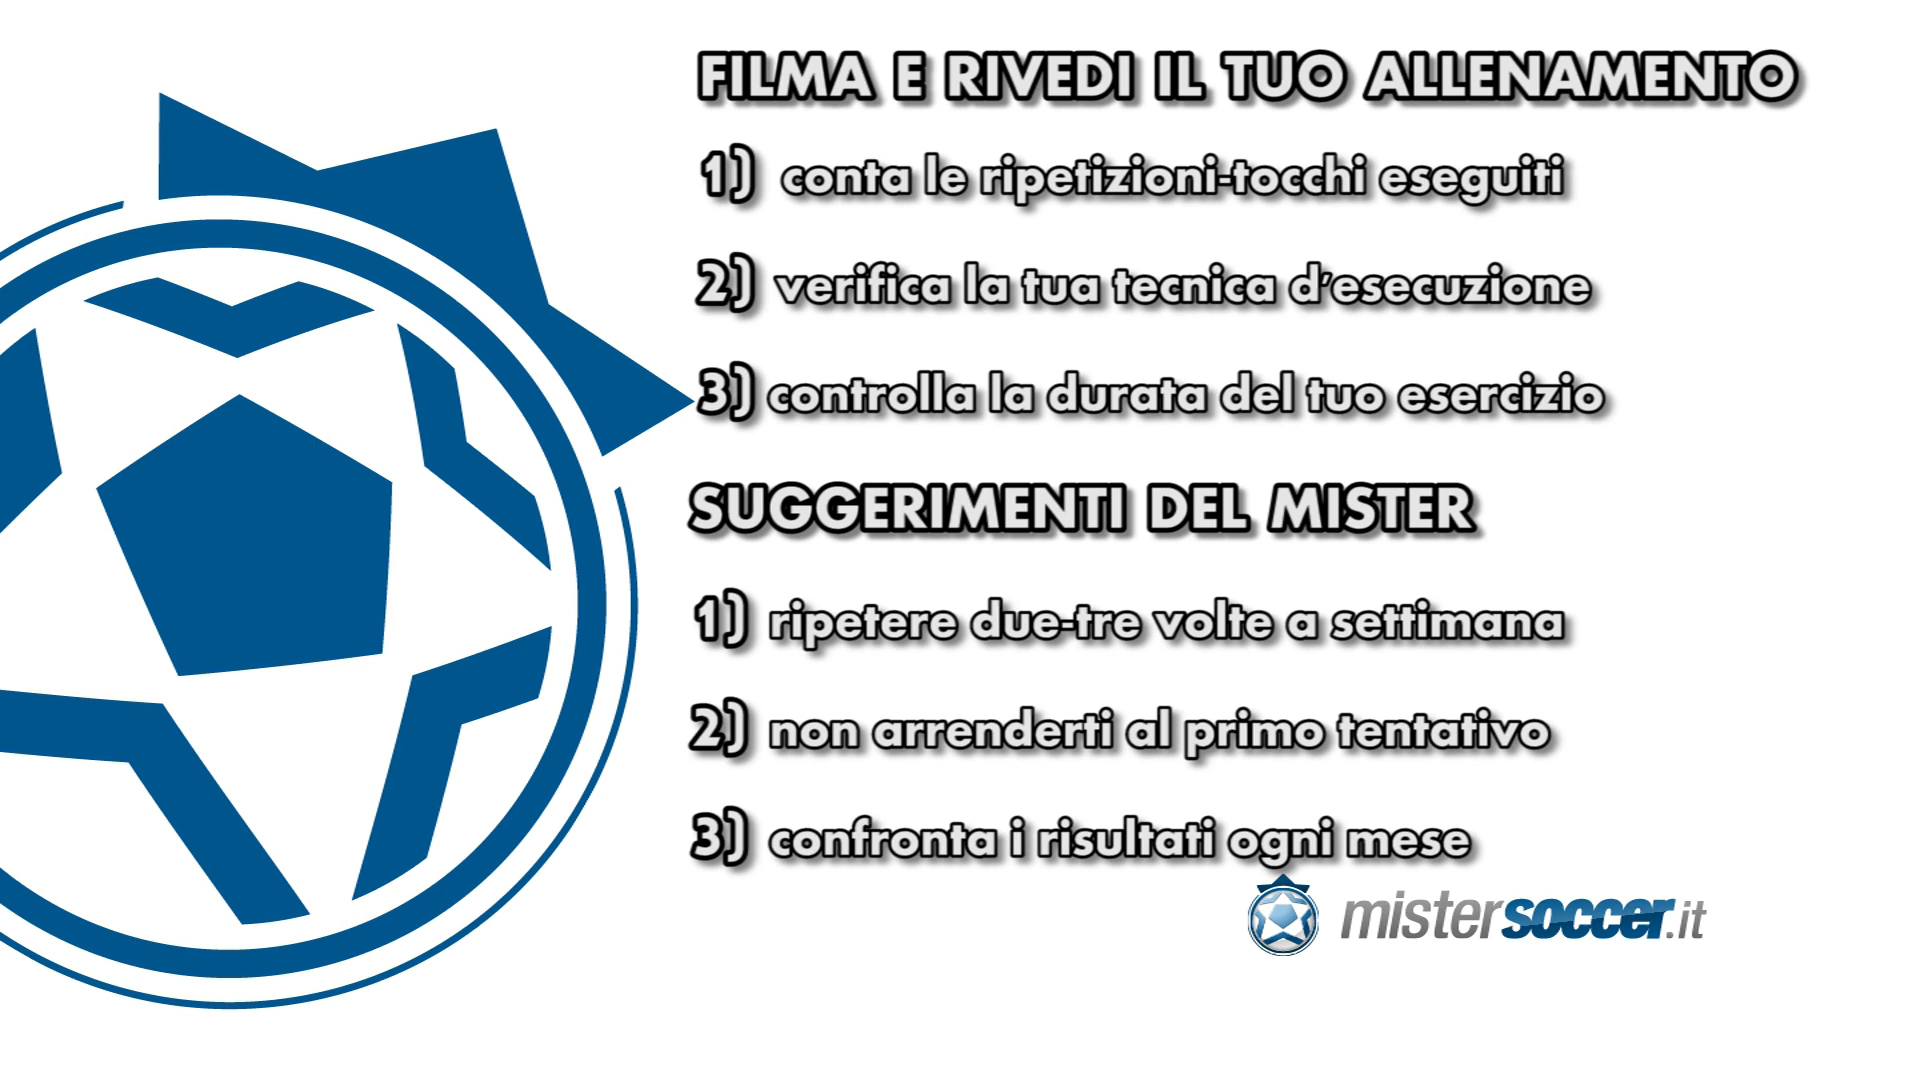 FILMA E RIVEDI IL TUO ALLENAMENTO
1) conta le ripetizioni-tocchi eseguiti
2) verifica la tua tecnica d'esecuzione
3) controlla la durata del tuo esercizio
SUGGERIMENTI DEL MISTER
1) ripetere due-tre volte a settimana
2) non arrenderti al primo tentativo
3) confronta i risultati ogni mese
mistersoccer.it